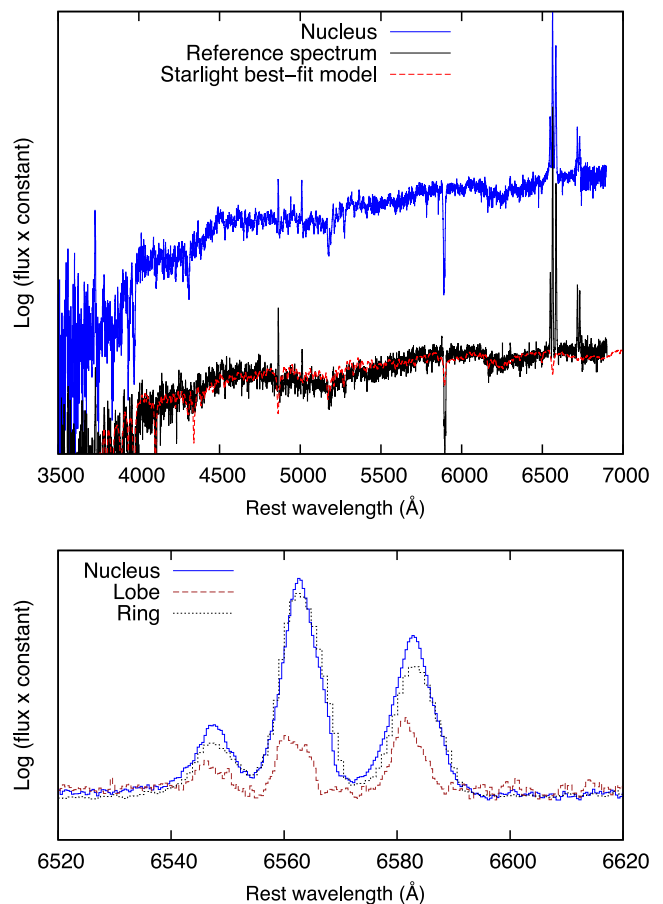 Nucleus
Reference spectrum
Starlight best-fit model
Log (flux x constant)
3500 4000 4500 5000 5500 6000 6500 7000
Rest wavelength (Å)
Nucleus
Lobe
Ring
Log (flux x constant)
6520 6540 6560 6580 6600 6620
Rest wavelength (Å)